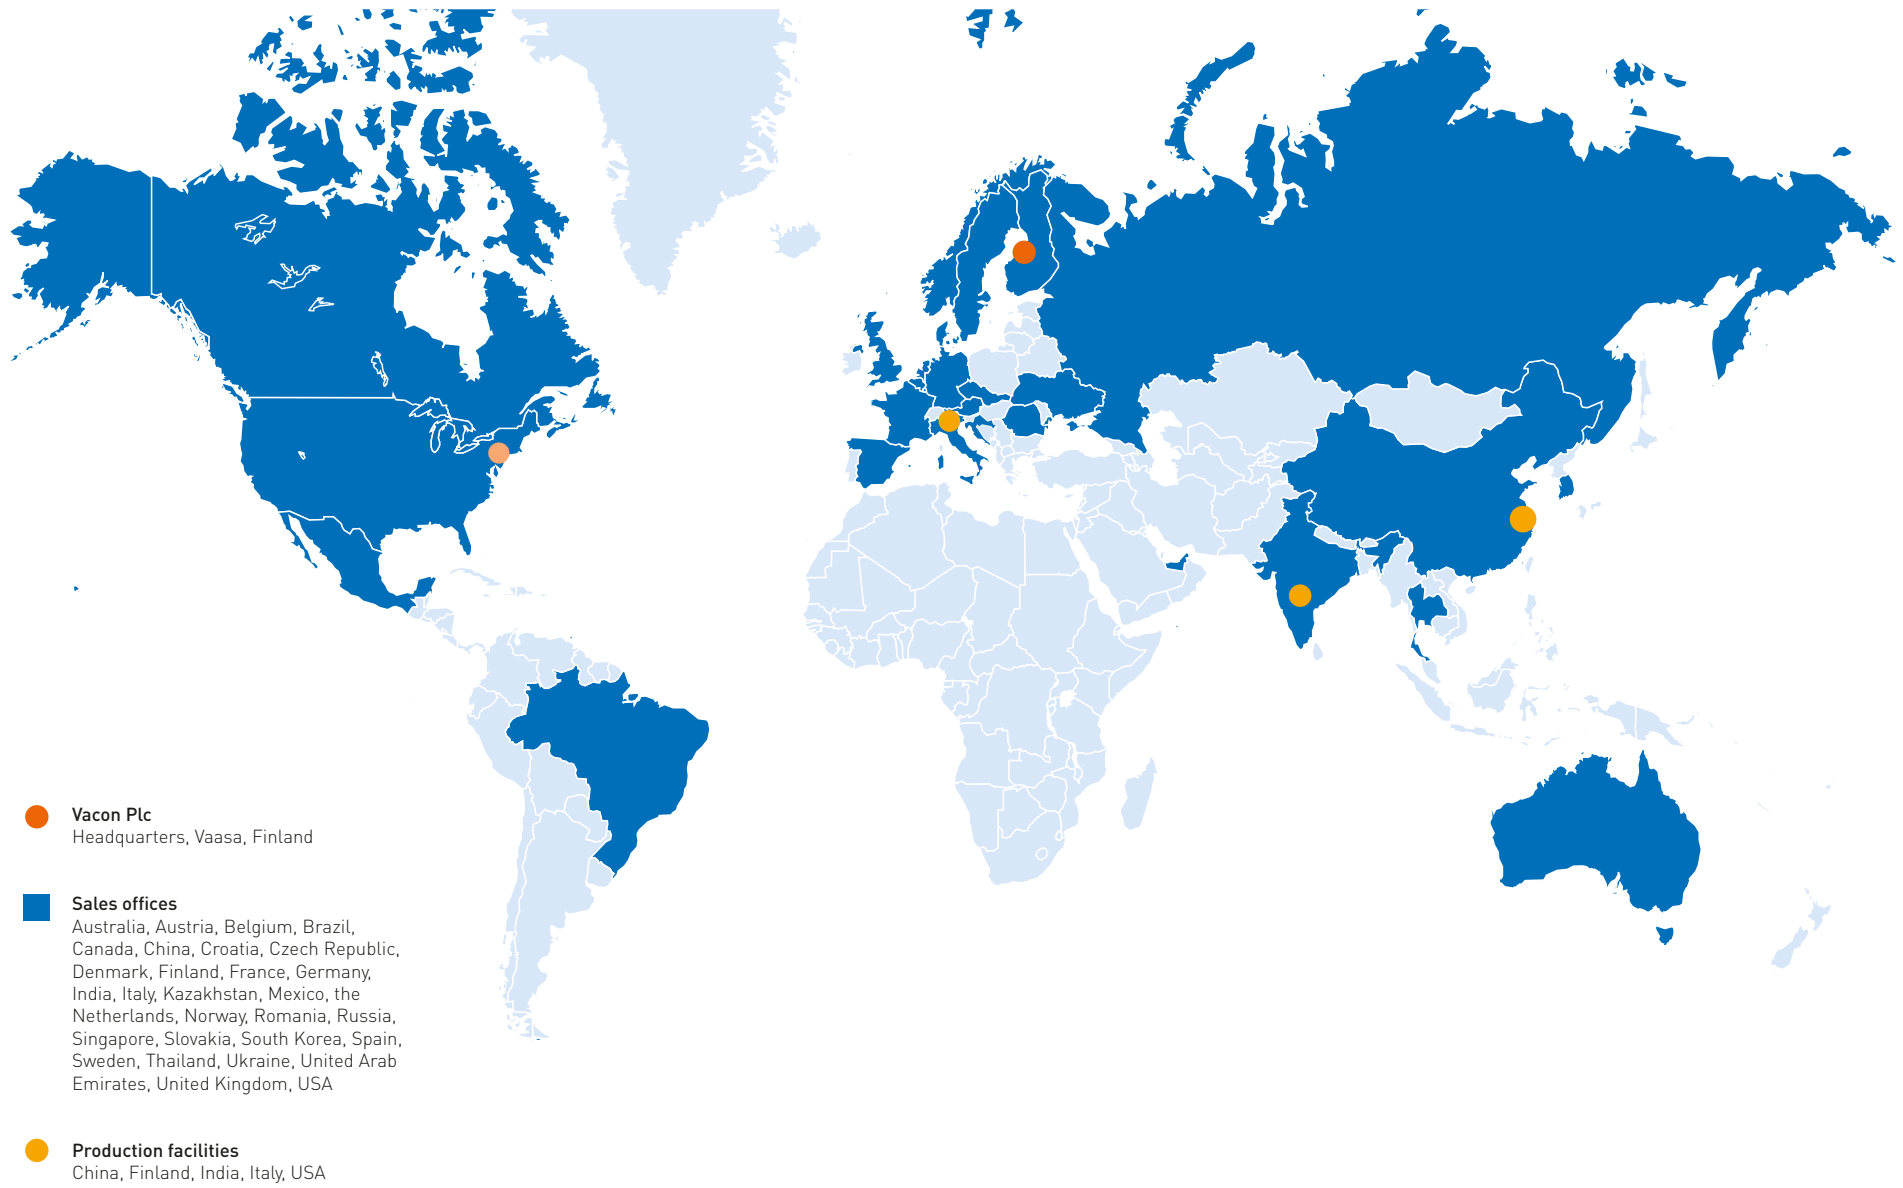 Vacon Plc
Headquarters, Vaasa, Finland
Sales offices
Australia, Austria, Belgium, Brazil,
Canada, China, Croatia, Czech Republic,
Denmark, Finland, France, Germany,
India, Italy, Kazakhstan, Mexico, the
Netherlands, Norway, Romania, Russia,
Singapore, Slovakia, South Korea, Spain,
Sweden, Thailand, Ukraine, United Arab
Emirates, United Kingdom, USA
Production facilities
China, Finland, India, Italy, USA